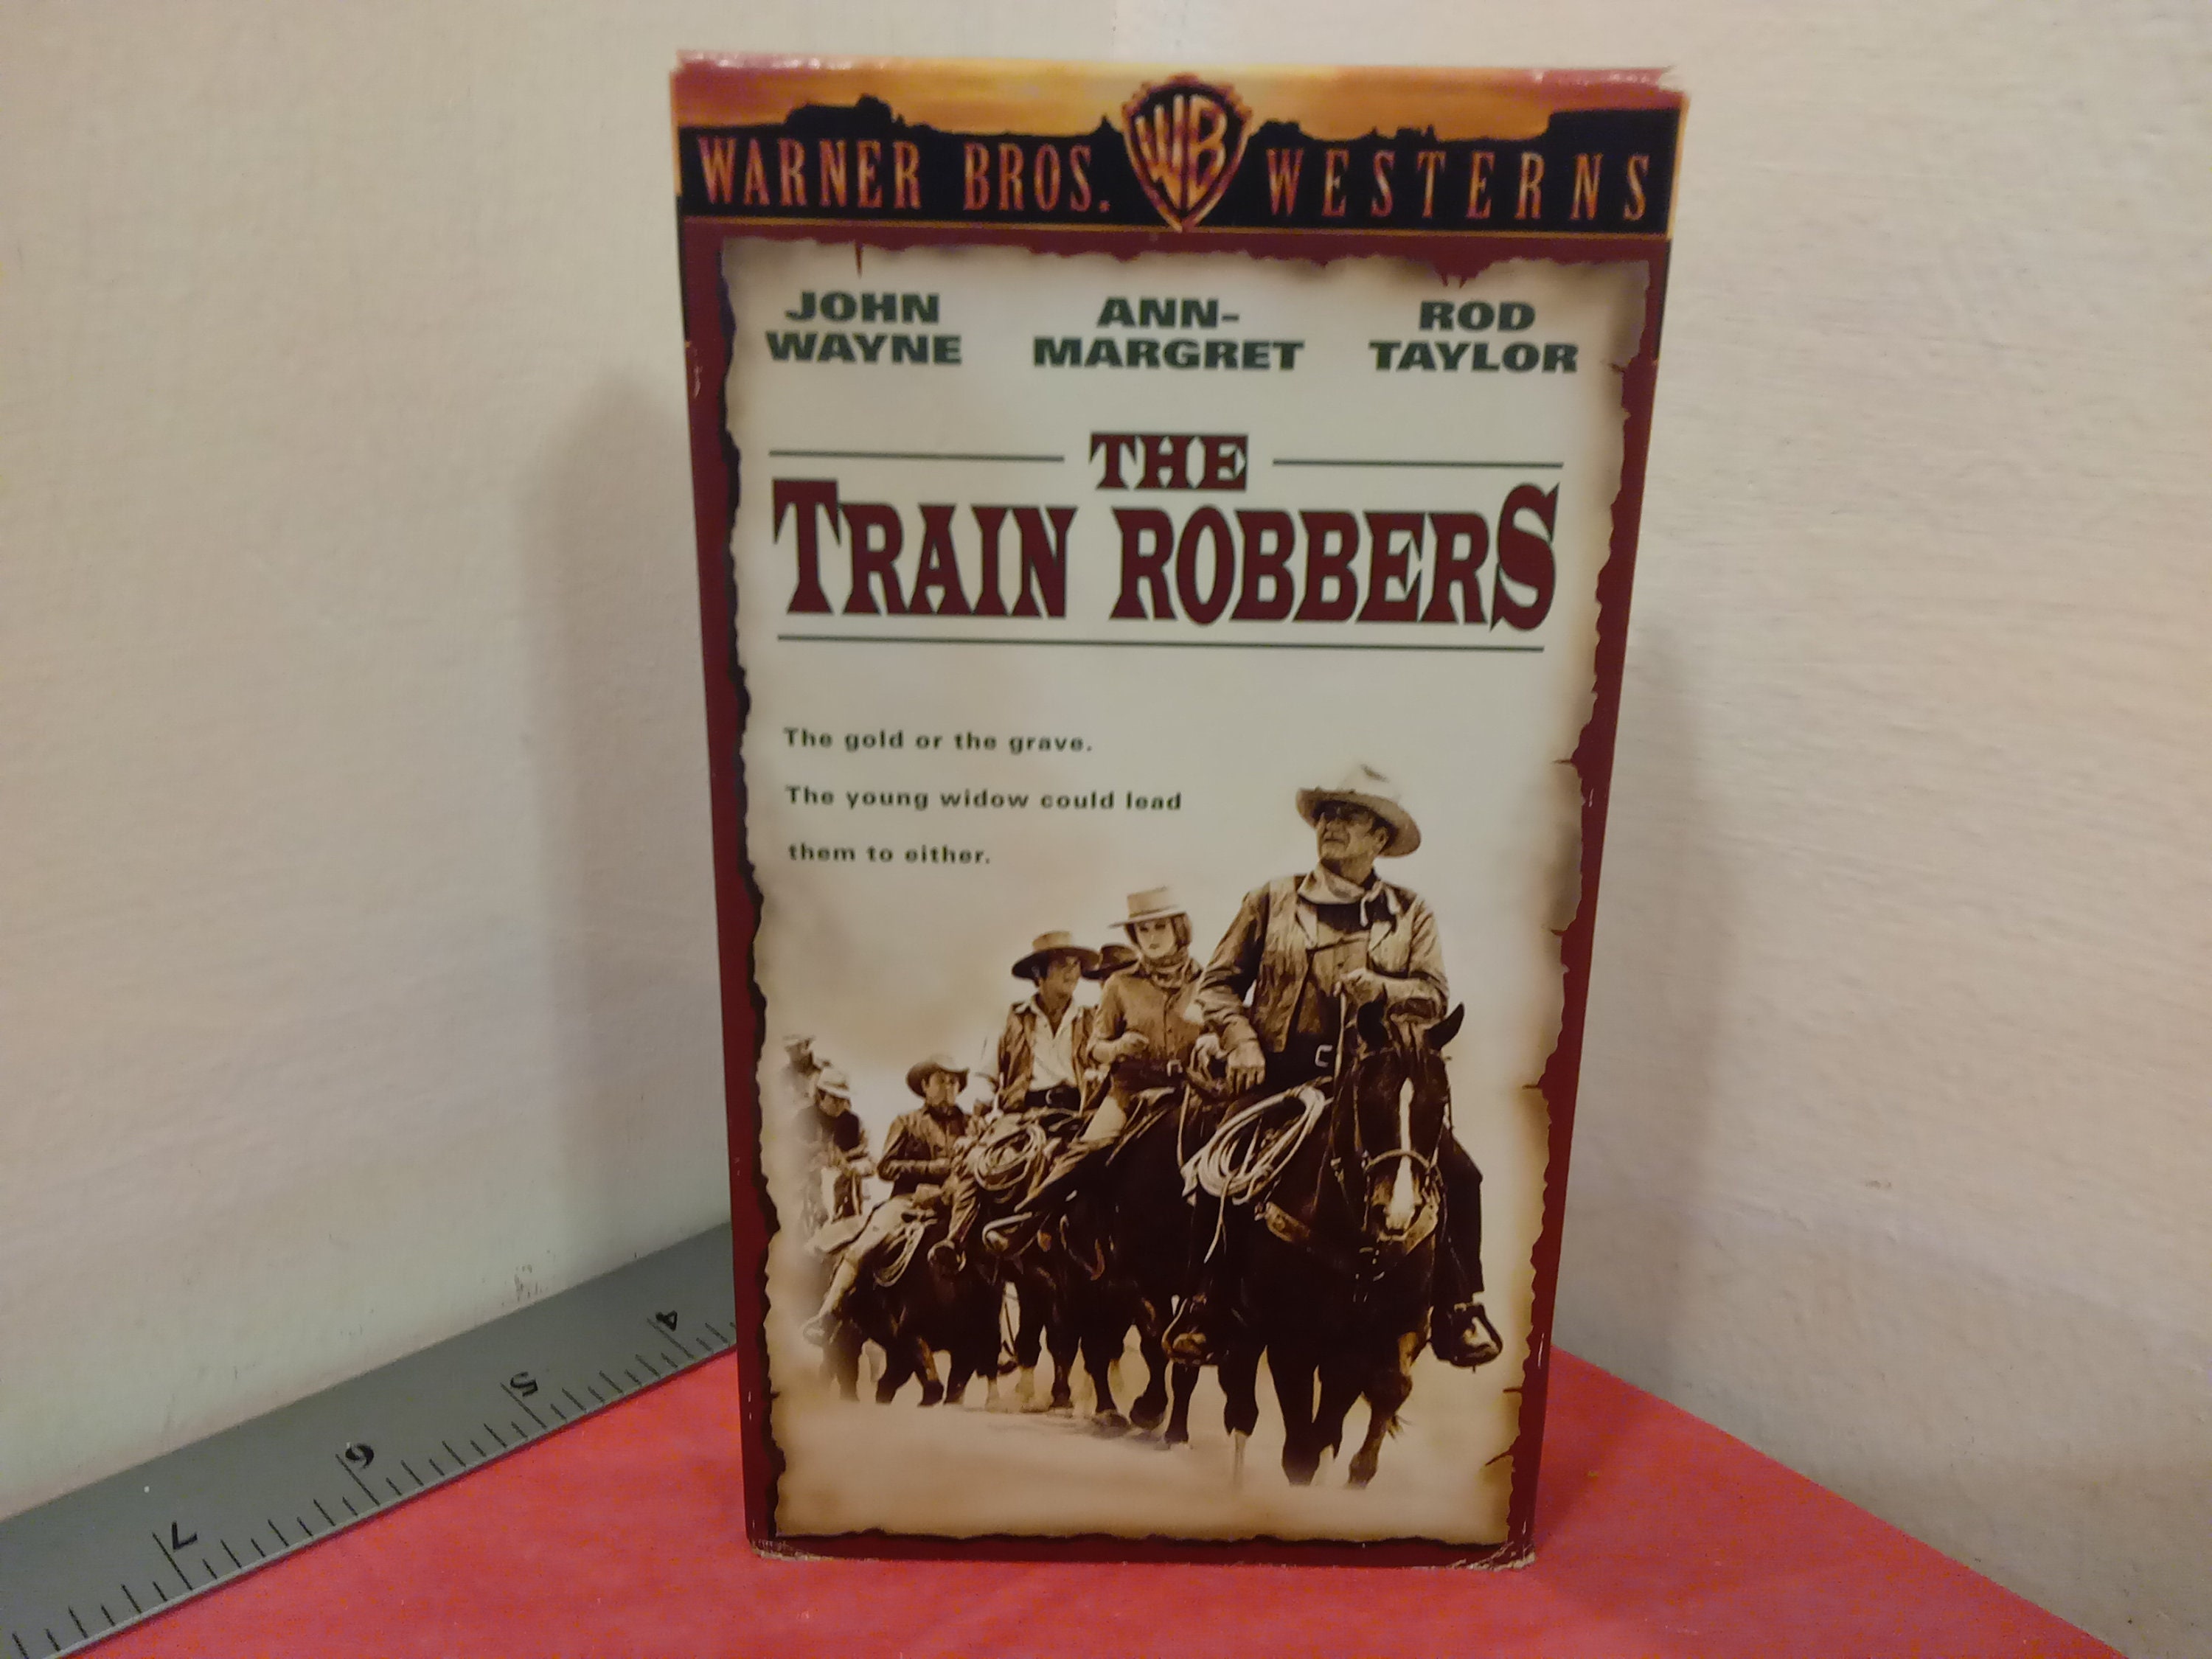 WARNER BROS. WB WESTERNS
JOHN WAYNE ANN-MARGRET ROD TAYLOR
THE
TRAIN ROBBERS
The gold or the grave.
The young widow could lead
them to either.
4
5
6
7